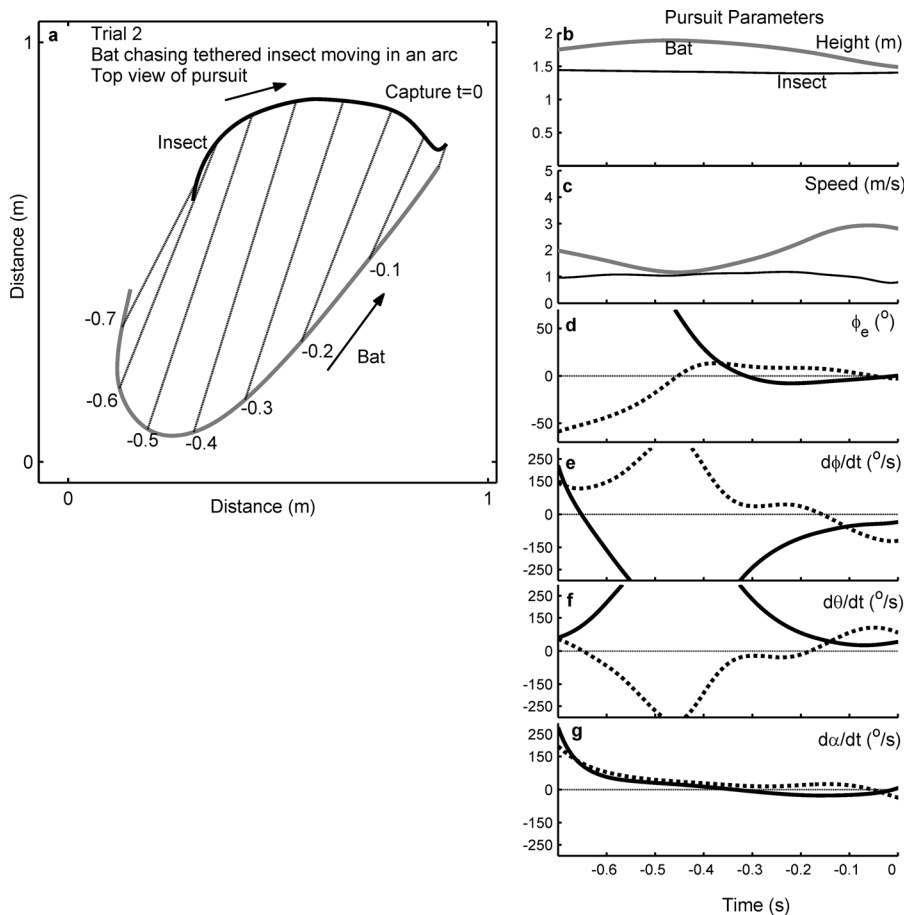 a Trial 2
Bat chasing tethered insect moving in an arc
Top view of pursuit
Capture t=0
Insect
Bat
-0.7
-0.6
-0.5
-0.4
-0.3
-0.2
-0.1
1
0
Distance (m)
0
1
Distance (m)
Pursuit Parameters
b
Height (m)
Bat
Insect
2
1.5
1
0.5
c
Speed (m/s)
5
4
3
2
1
0
d
ϕe (o)
50
0
-50
e
dϕ/dt (o/s)
250
150
0
-150
-250
f
dθ/dt (o/s)
250
150
0
-150
-250
g
dα/dt (o/s)
250
150
0
-150
-250
-0.6 -0.5 -0.4 -0.3 -0.2 -0.1 0
Time (s)